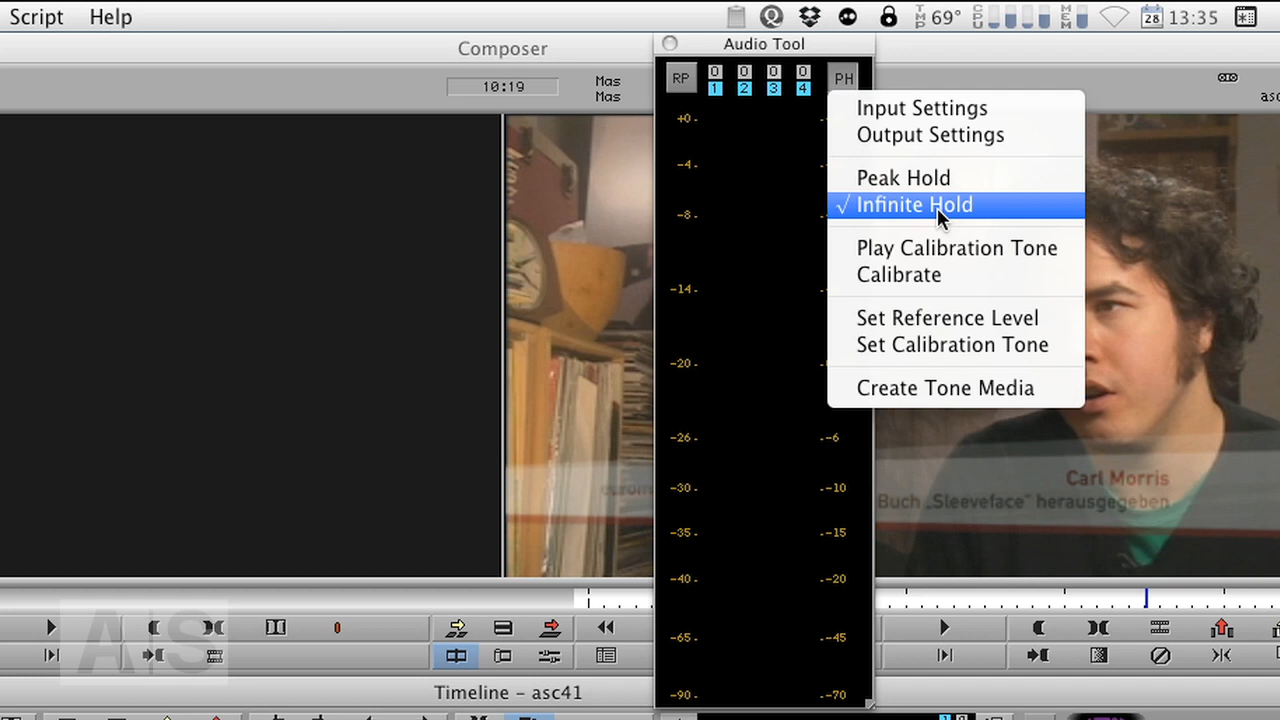 Script Help
TMP 69° CPU MEM 28 13:35
Composer
Audio Tool
10:19
Mas
Mas
RP 0 0 0 0 PH
1 2 3 4
Input Settings
Output Settings
Peak Hold
√ Infinite Hold
Play Calibration Tone
Calibrate
Set Reference Level
Set Calibration Tone
Create Tone Media
+0
-4
-8
-14
-20
-26 -6
-30 -10
-35 -15
-40 -20
-65 -45
-90 -70
Carl Morris
Buch „Sleeveface" herausgegeben
A|S
Timeline - asc41